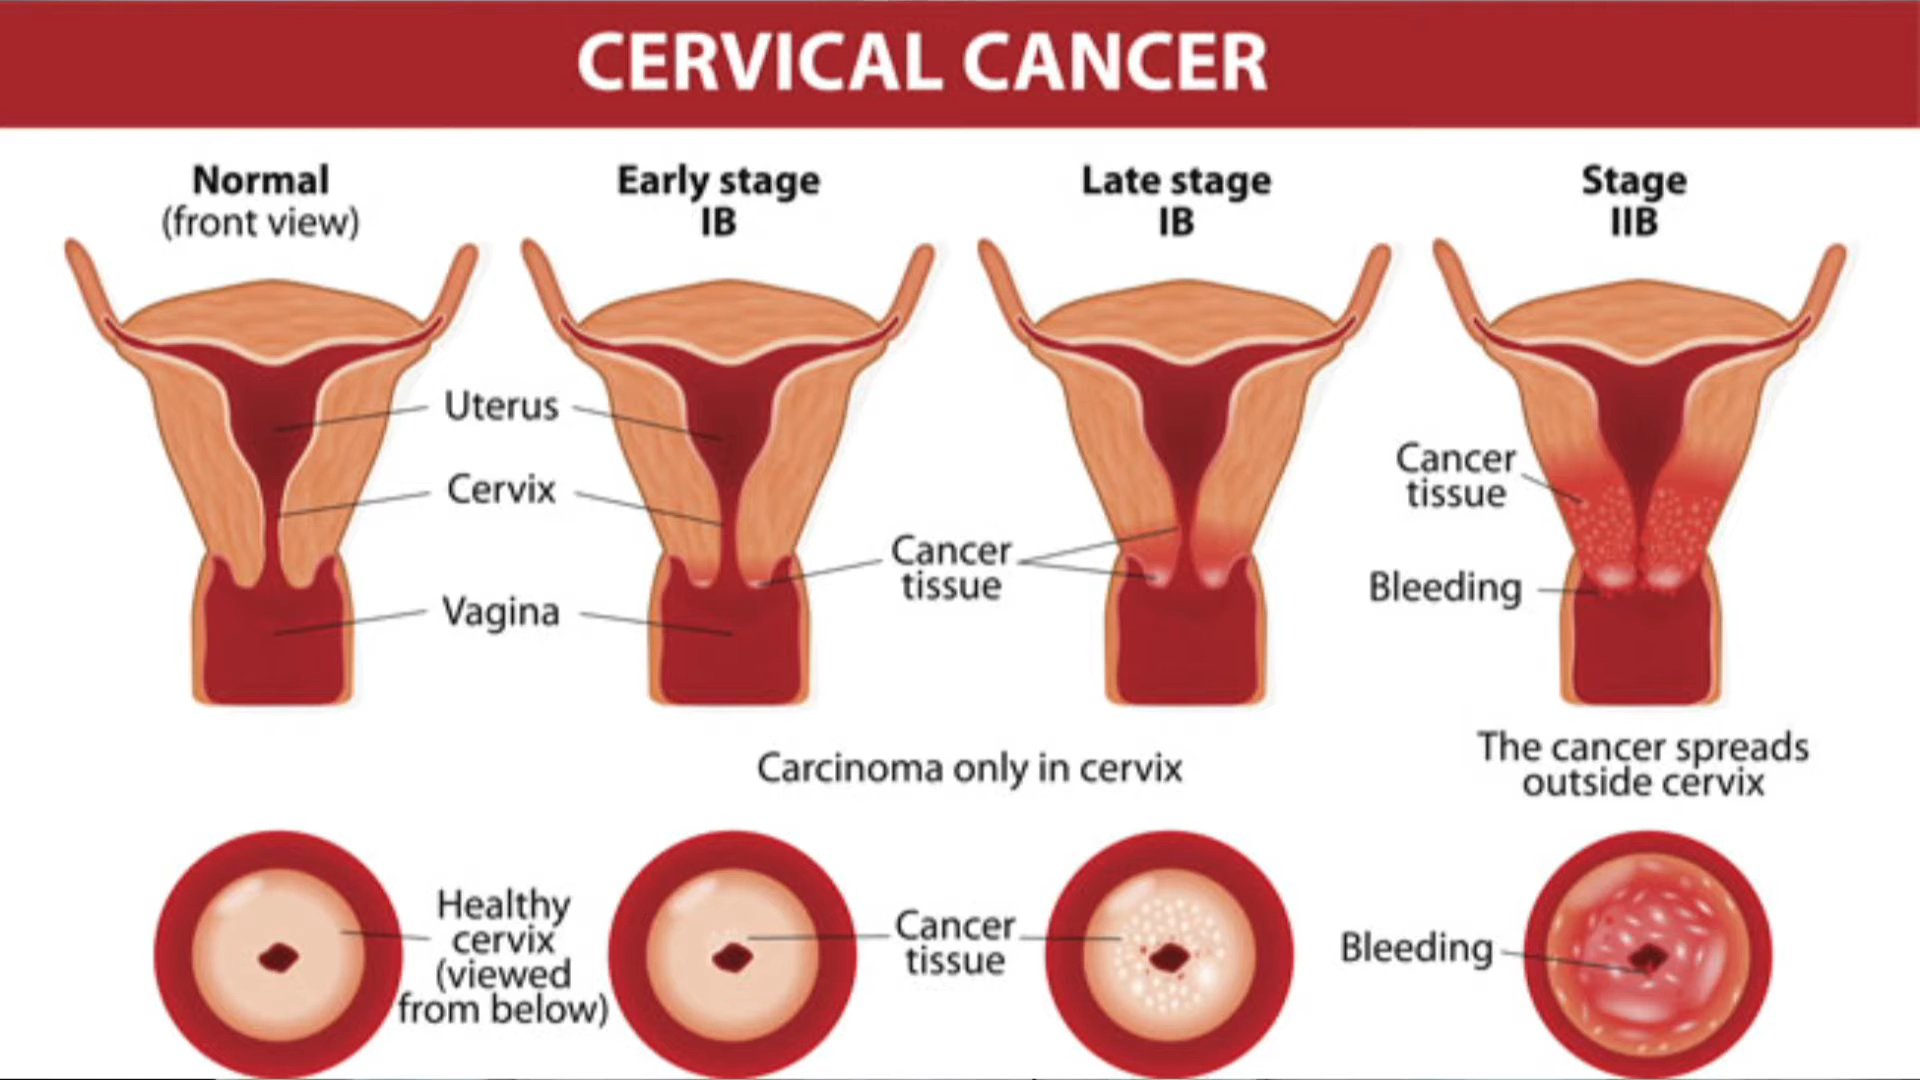 CERVICAL CANCER
Normal
(front view)
Early stage
IB
Late stage
IB
Stage
IIB
Uterus
Cervix
Vagina
Cancer
tissue
Cancer
tissue
Bleeding
Carcinoma only in cervix
The cancer spreads
outside cervix
Healthy
cervix
(viewed
from below)
Cancer
tissue
Bleeding